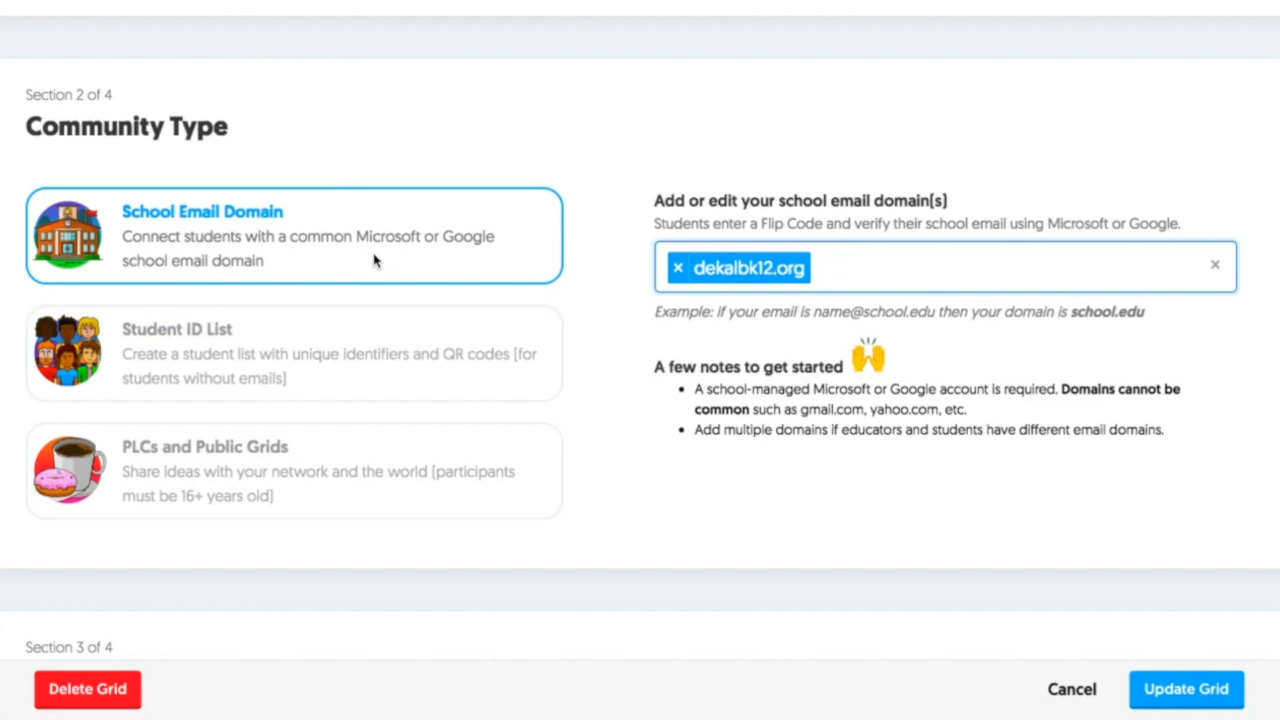 Section 2 of 4
Community Type
School Email Domain
Connect students with a common Microsoft or Google
school email domain
Student ID List
Create a student list with unique identifiers and QR codes [for
students without emails]
PLCs and Public Grids
Share ideas with your network and the world [participants
must be 16+ years old]
Add or edit your school email domain[s]
Students enter a Flip Code and verify their school email using Microsoft or Google.
× dekalbk12.org ×
Example: if your email is name@school.edu then your domain is school.edu
A few notes to get started
• A school-managed Microsoft or Google account is required. Domains cannot be
common such as gmail.com, yahoo.com, etc.
• Add multiple domains if educators and students have different email domains.
Section 3 of 4
Delete Grid
Cancel
Update Grid